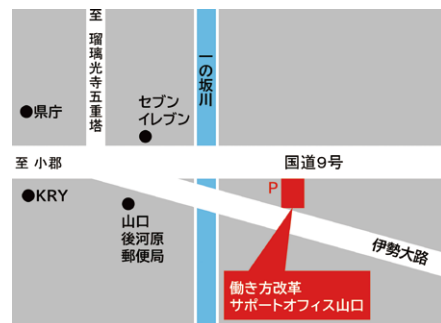 至 瑠璃光寺五重塔
一の坂川
●県庁
セブン
イレブン
至 小郡
国道9号
P
●KRY
山口
後河原
郵便局
伊勢大路
働き方改革
サポートオフィス山口